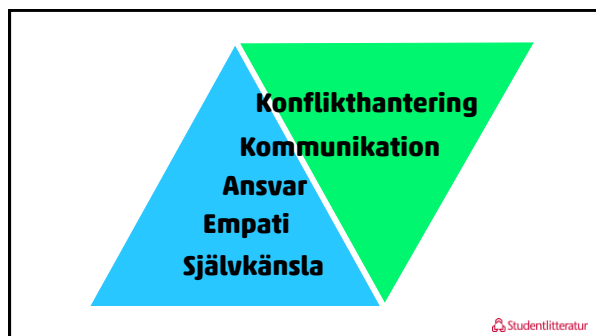 Konflikthantering
Kommunikation
Ansvar
Empati
Självkänsla
Studentlitteratur